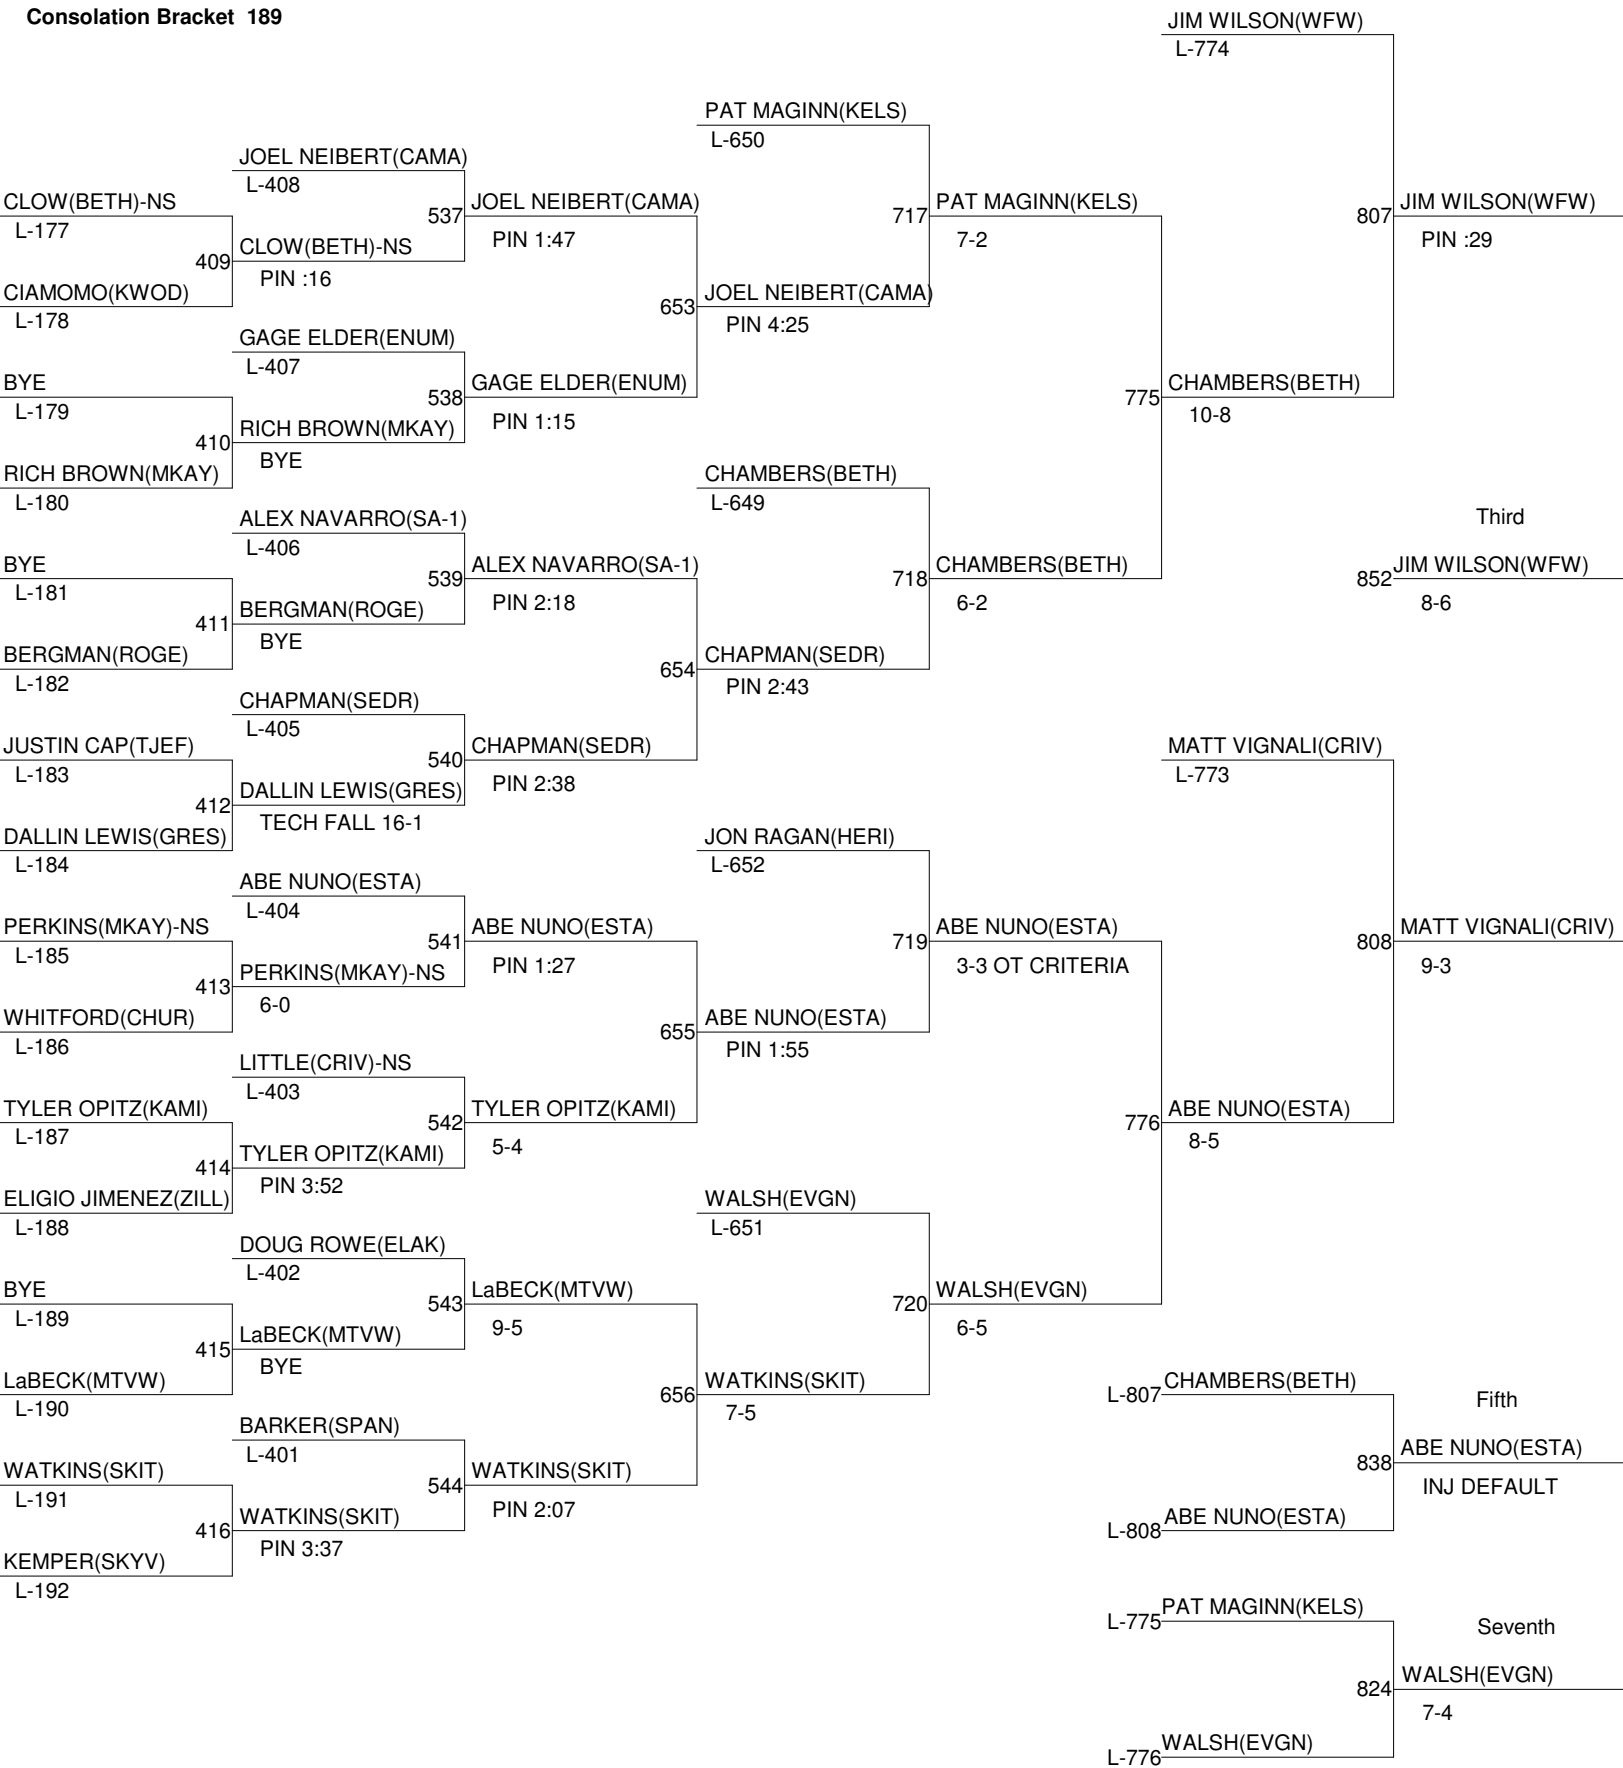 Consolation Bracket 189
CLOW(BETH)-NS
L-177
409
CIAMOMO(KWOD)
L-178
BYE
L-179
410
RICH BROWN(MKAY)
L-180
BYE
L-181
411
BERGMAN(ROGE)
L-182
JUSTIN CAP(TJEF)
L-183
412
DALLIN LEWIS(GRES)
L-184
PERKINS(MKAY)-NS
L-185
413
WHITFORD(CHUR)
L-186
TYLER OPITZ(KAMI)
L-187
414
ELIGIO JIMENEZ(ZILL)
L-188
BYE
L-189
415
LaBECK(MTVW)
L-190
WATKINS(SKIT)
L-191
416
KEMPER(SKYV)
L-192
JOEL NEIBERT(CAMA)
L-408
537
CLOW(BETH)-NS
PIN :16
GAGE ELDER(ENUM)
L-407
538
RICH BROWN(MKAY)
BYE
ALEX NAVARRO(SA-1)
L-406
539
BERGMAN(ROGE)
BYE
CHAPMAN(SEDR)
L-405
540
DALLIN LEWIS(GRES)
TECH FALL 16-1
ABE NUNO(ESTA)
L-404
541
PERKINS(MKAY)-NS
6-0
LITTLE(CRIV)-NS
L-403
542
TYLER OPITZ(KAMI)
PIN 3:52
DOUG ROWE(ELAK)
L-402
543
LaBECK(MTVW)
BYE
BARKER(SPAN)
L-401
544
WATKINS(SKIT)
PIN 3:37
JOEL NEIBERT(CAMA)
PIN 1:47
653
GAGE ELDER(ENUM)
PIN 1:15
ALEX NAVARRO(SA-1)
PIN 2:18
654
CHAPMAN(SEDR)
PIN 2:38
ABE NUNO(ESTA)
PIN 1:27
655
TYLER OPITZ(KAMI)
5-4
LaBECK(MTVW)
9-5
656
WATKINS(SKIT)
PIN 2:07
PAT MAGINN(KELS)
L-650
717
JOEL NEIBERT(CAMA)
PIN 4:25
CHAMBERS(BETH)
L-649
718
CHAPMAN(SEDR)
PIN 2:43
JON RAGAN(HERI)
L-652
719
ABE NUNO(ESTA)
PIN 1:55
WALSH(EVGN)
L-651
720
WATKINS(SKIT)
7-5
PAT MAGINN(KELS)
7-2
775
CHAMBERS(BETH)
6-2
ABE NUNO(ESTA)
3-3 OT CRITERIA
776
WALSH(EVGN)
6-5
JIM WILSON(WFW)
L-774
807
CHAMBERS(BETH)
10-8
MATT VIGNALI(CRIV)
L-773
808
ABE NUNO(ESTA)
8-5
JIM WILSON(WFW)
PIN :29
Third
852
JIM WILSON(WFW)
8-6
MATT VIGNALI(CRIV)
9-3
L-807
CHAMBERS(BETH)
Fifth
838
ABE NUNO(ESTA)
INJ DEFAULT
L-808
ABE NUNO(ESTA)
L-775
PAT MAGINN(KELS)
Seventh
824
WALSH(EVGN)
7-4
L-776
WALSH(EVGN)